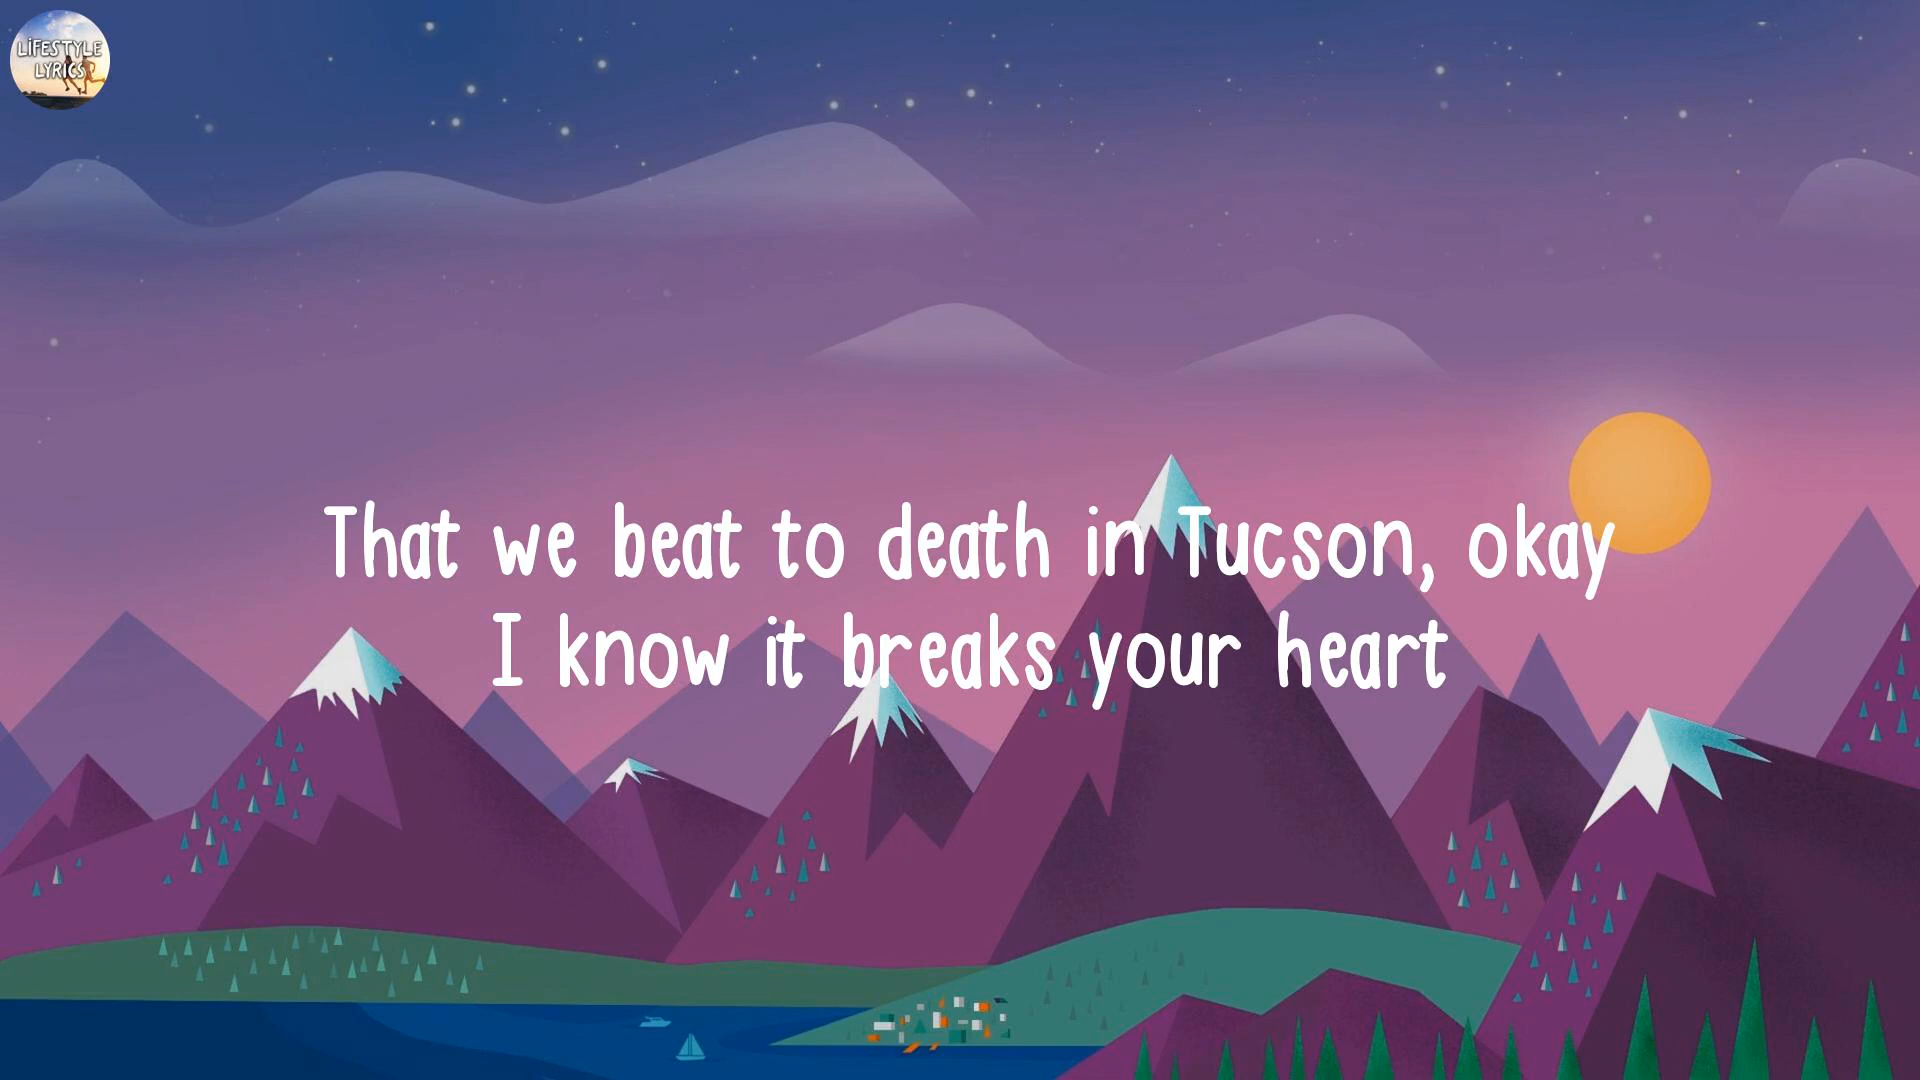 LiFESTYLE
LYRICS
That we beat to death in Tucson, okay
I know it breaks your heart